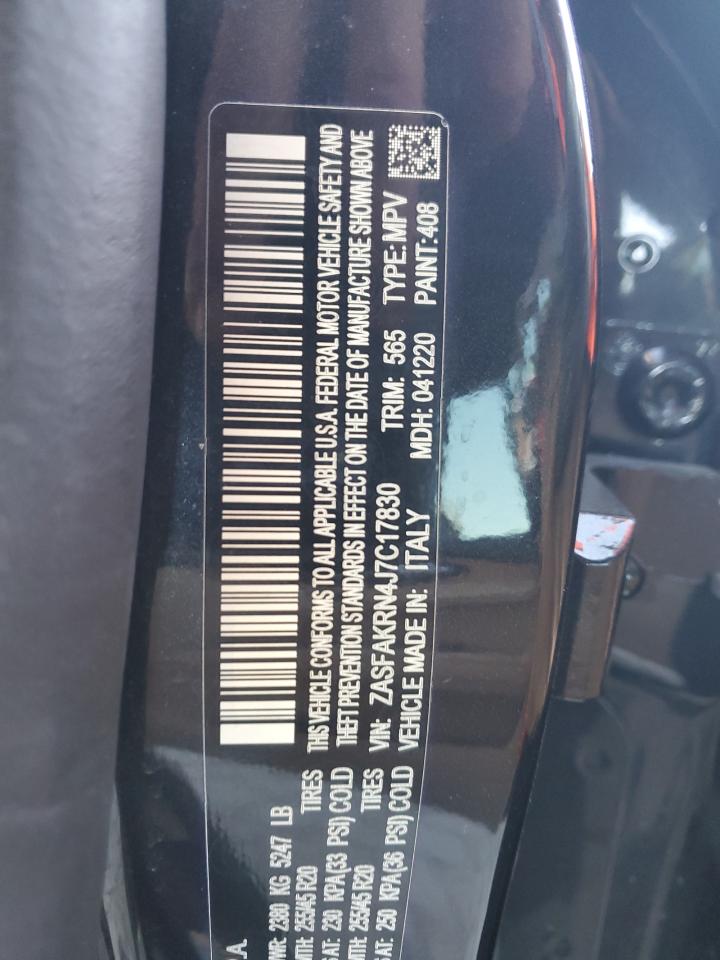 .A.
WR: 2380 KG 5247 LB
MTH: 255/45 R20 TIRES
S AT: 230 KPA(33 PSI) COLD
MTH: 255/45 R20 TIRES
S AT: 250 KPA(36 PSI) COLD
THIS VEHICLE CONFORMS TO ALL APPLICABLE U.S.A. FEDERAL MOTOR VEHICLE SAFETY AND
THEFT PREVENTION STANDARDS IN EFFECT ON THE DATE OF MANUFACTURE SHOWN ABOVE
VIN: ZASFAKRN4J7C17830 TRIM: 565 TYPE: MPV
VEHICLE MADE IN: ITALY MDH: 041220 PAINT: 408